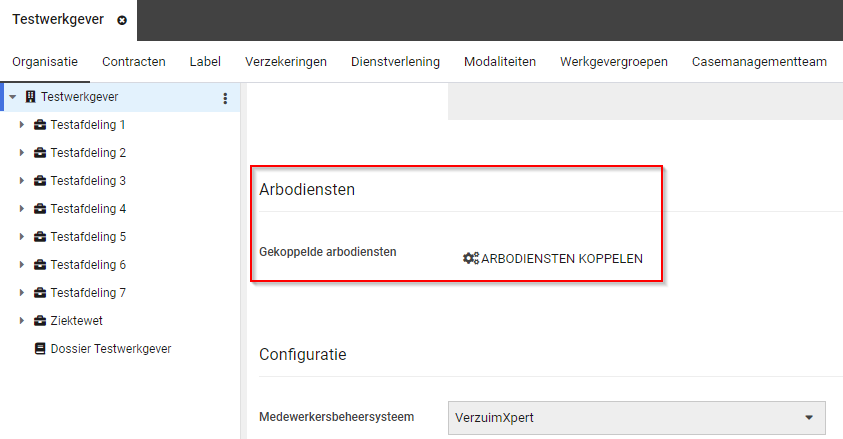 Testwerkgever
Organisatie Contracten Label Verzekeringen Dienstverlening Modaliteiten Werkgevergroepen Casemanagementteam
Testwerkgever
Testafdeling 1
Testafdeling 2
Testafdeling 3
Testafdeling 4
Testafdeling 5
Testafdeling 6
Testafdeling 7
Ziektewet
Dossier Testwerkgever
Arbodiensten
Gekoppelde arbodiensten ARBODIENSTEN KOPPELEN
Configuratie
Medewerkersbeheersysteem VerzuimXpert